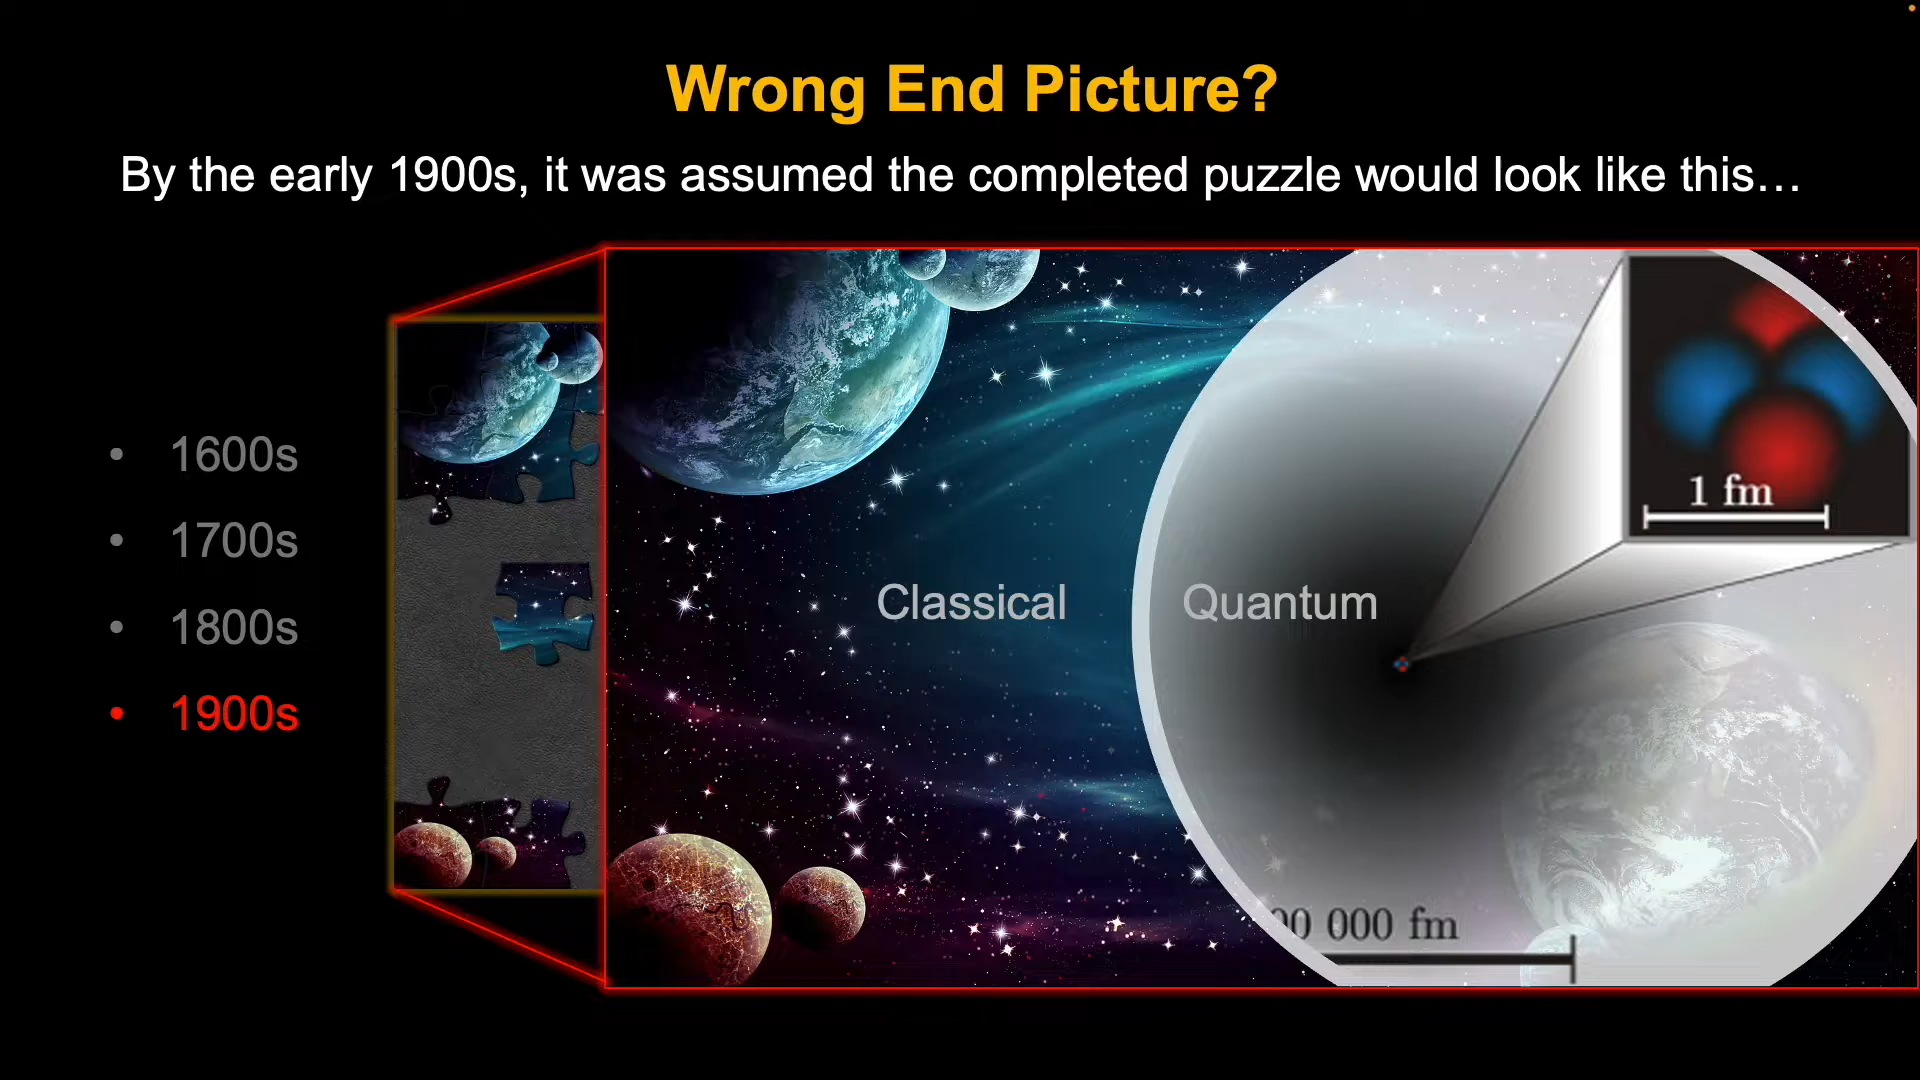 Wrong End Picture?
By the early 1900s, it was assumed the completed puzzle would look like this…
• 1600s
• 1700s
• 1800s
• 1900s
Classical
Quantum
1 fm
00 000 fm